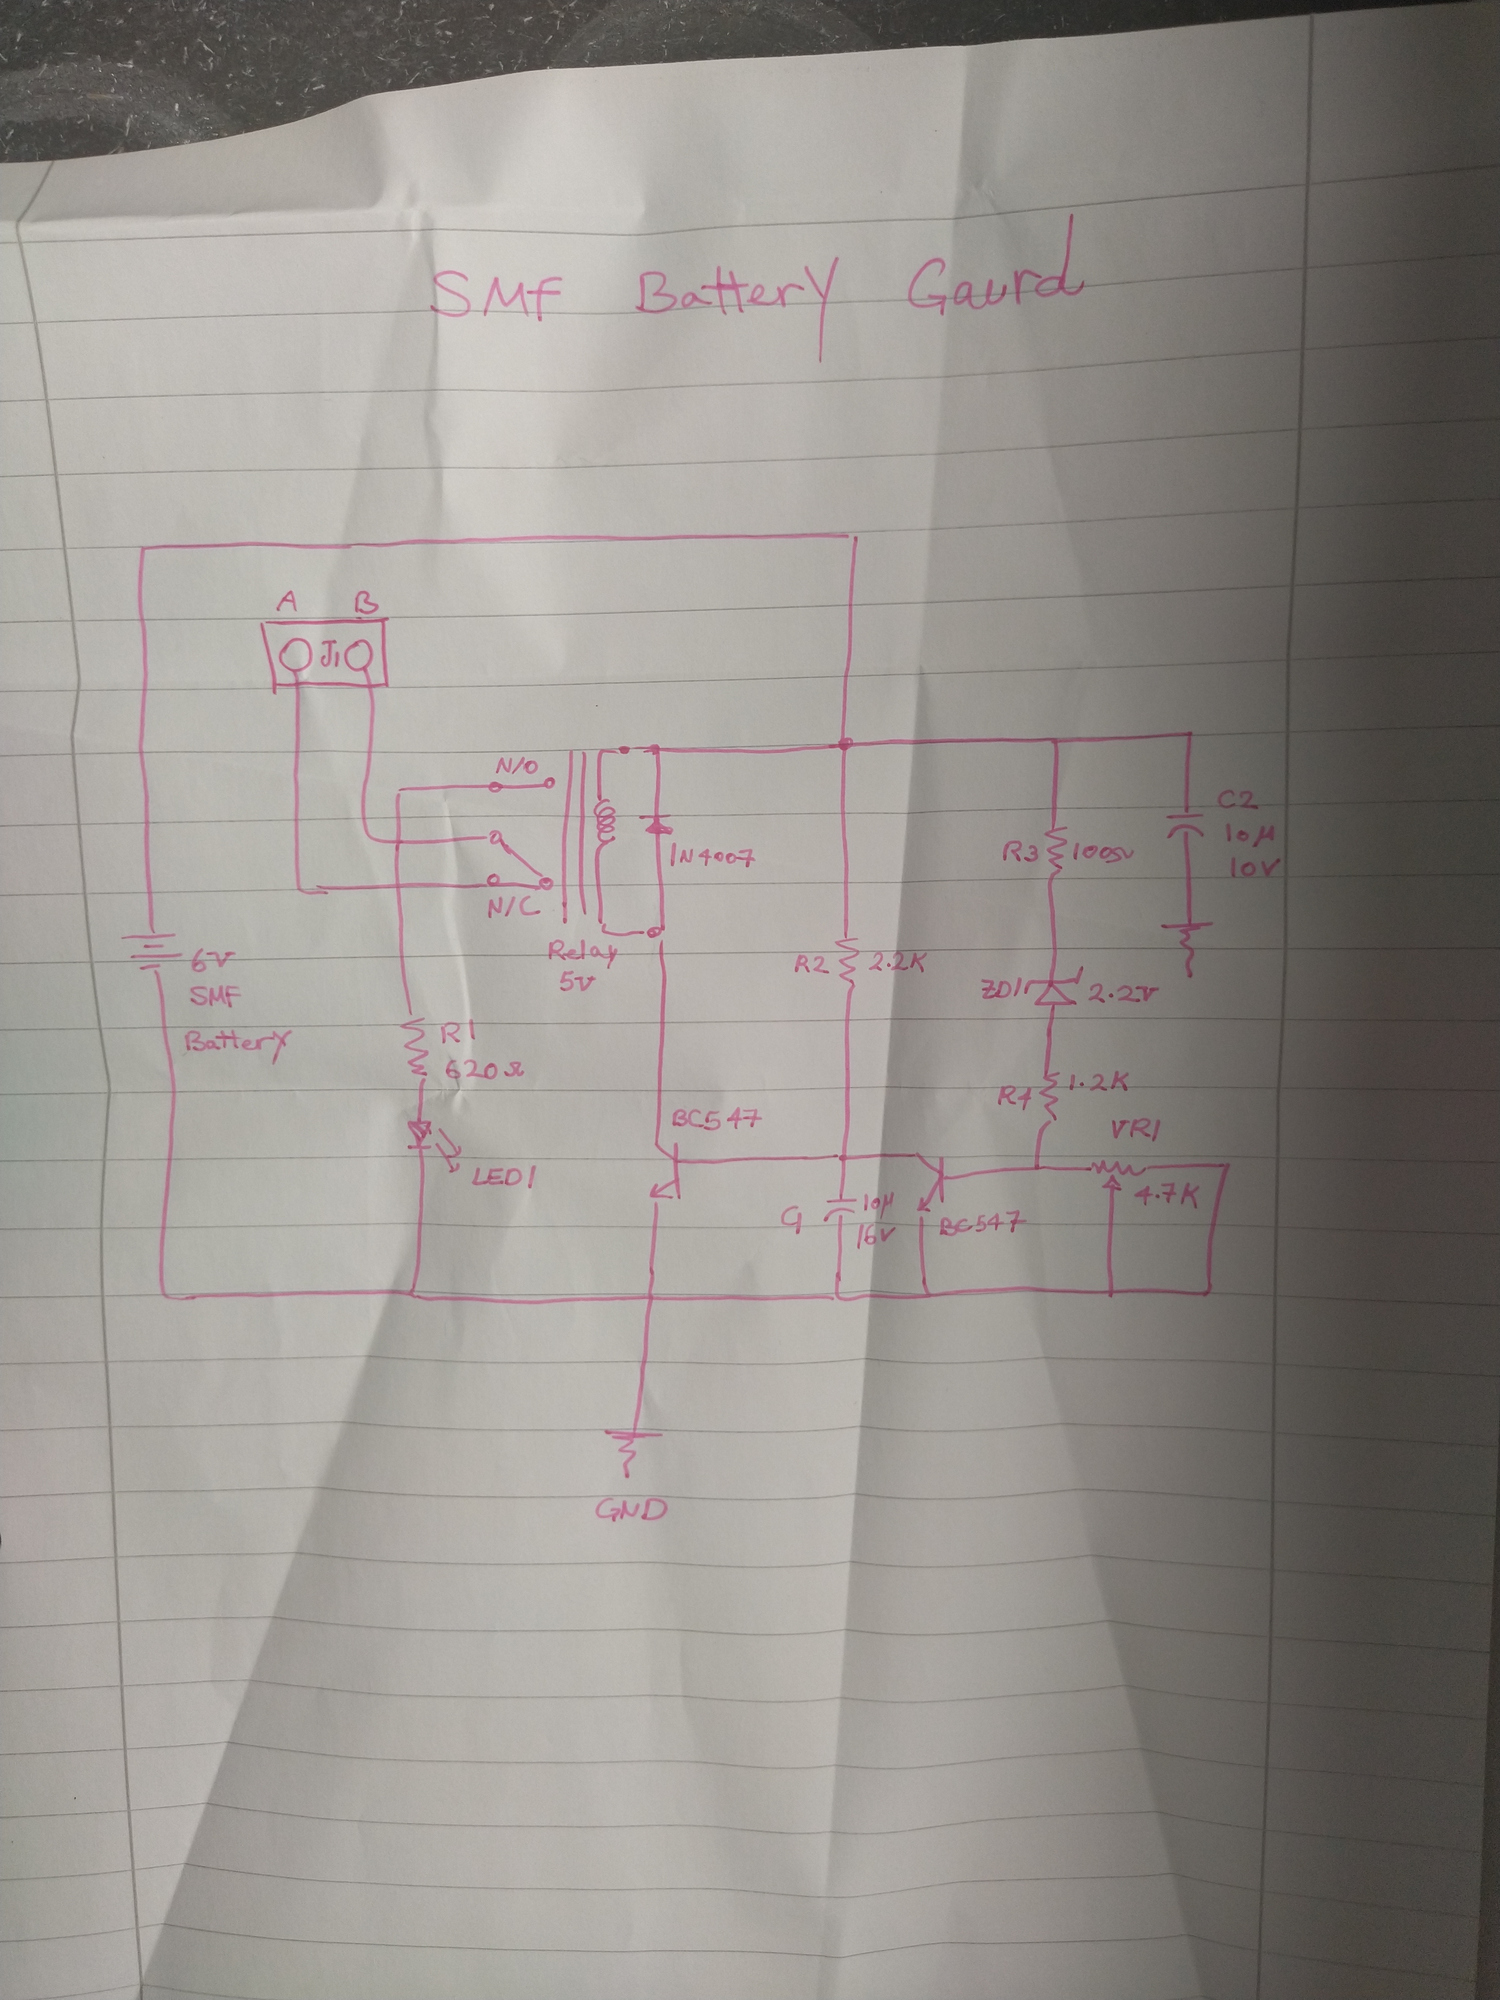 SMF Battery Gaurd
A B
J1
N/O
N/C
Relay
5V
1N4007
6V
SMF
Battery
R1
620Ω
LED1
BC547
R2 2.2K
R3 100Ω
C2
10μ
10V
ZD1 2.2V
R4 1.2K
VR1
4.7K
C1 10μ
16V
BC547
GND